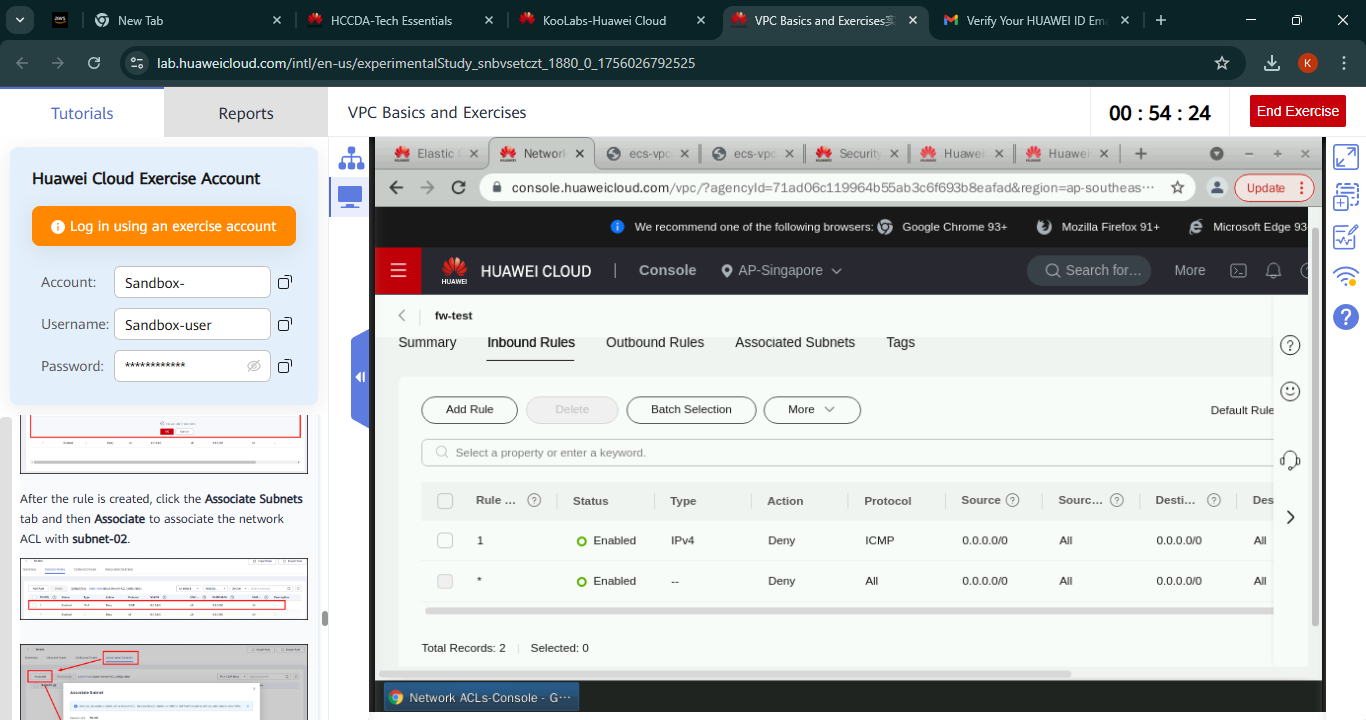 New Tab
HCCDA-Tech Essentials
KooLabs-Huawei Cloud
VPC Basics and Exercises
Verify Your HUAWEI ID Em
lab.huaweicloud.com/intl/en-us/experimentalStudy_snbvsetczt_1880_0_1756026792525
K
Tutorials
Reports
VPC Basics and Exercises
00 : 54 : 24
End Exercise
Huawei Cloud Exercise Account
Log in using an exercise account
Account: Sandbox-
Username: Sandbox-user
Password: ************
After the rule is created, click the Associate Subnets
tab and then Associate to associate the network
ACL with subnet-02.
Associate Subnet
Elastic
Network
ecs-vpc
ecs-vpc
Security
Huawei
Huawei
console.huaweicloud.com/vpc/?agencyId=71ad06c119964b55ab3c6f693b8eafad&region=ap-southeas···
Update
We recommend one of the following browsers: Google Chrome 93+ Mozilla Firefox 91+ Microsoft Edge 93
HUAWEI
HUAWEI CLOUD | Console AP-Singapore
Search for...
More
fw-test
Summary
Inbound Rules
Outbound Rules
Associated Subnets
Tags
Add Rule
Delete
Batch Selection
More
Default Rule
Select a property or enter a keyword.
Rule ... Status Type Action Protocol Source Sourc... Desti... Des
1 Enabled IPv4 Deny ICMP 0.0.0.0/0 All 0.0.0.0/0 All
* Enabled -- Deny All 0.0.0.0/0 All 0.0.0.0/0 All
Total Records: 2 Selected: 0
Network ACLs-Console - G···